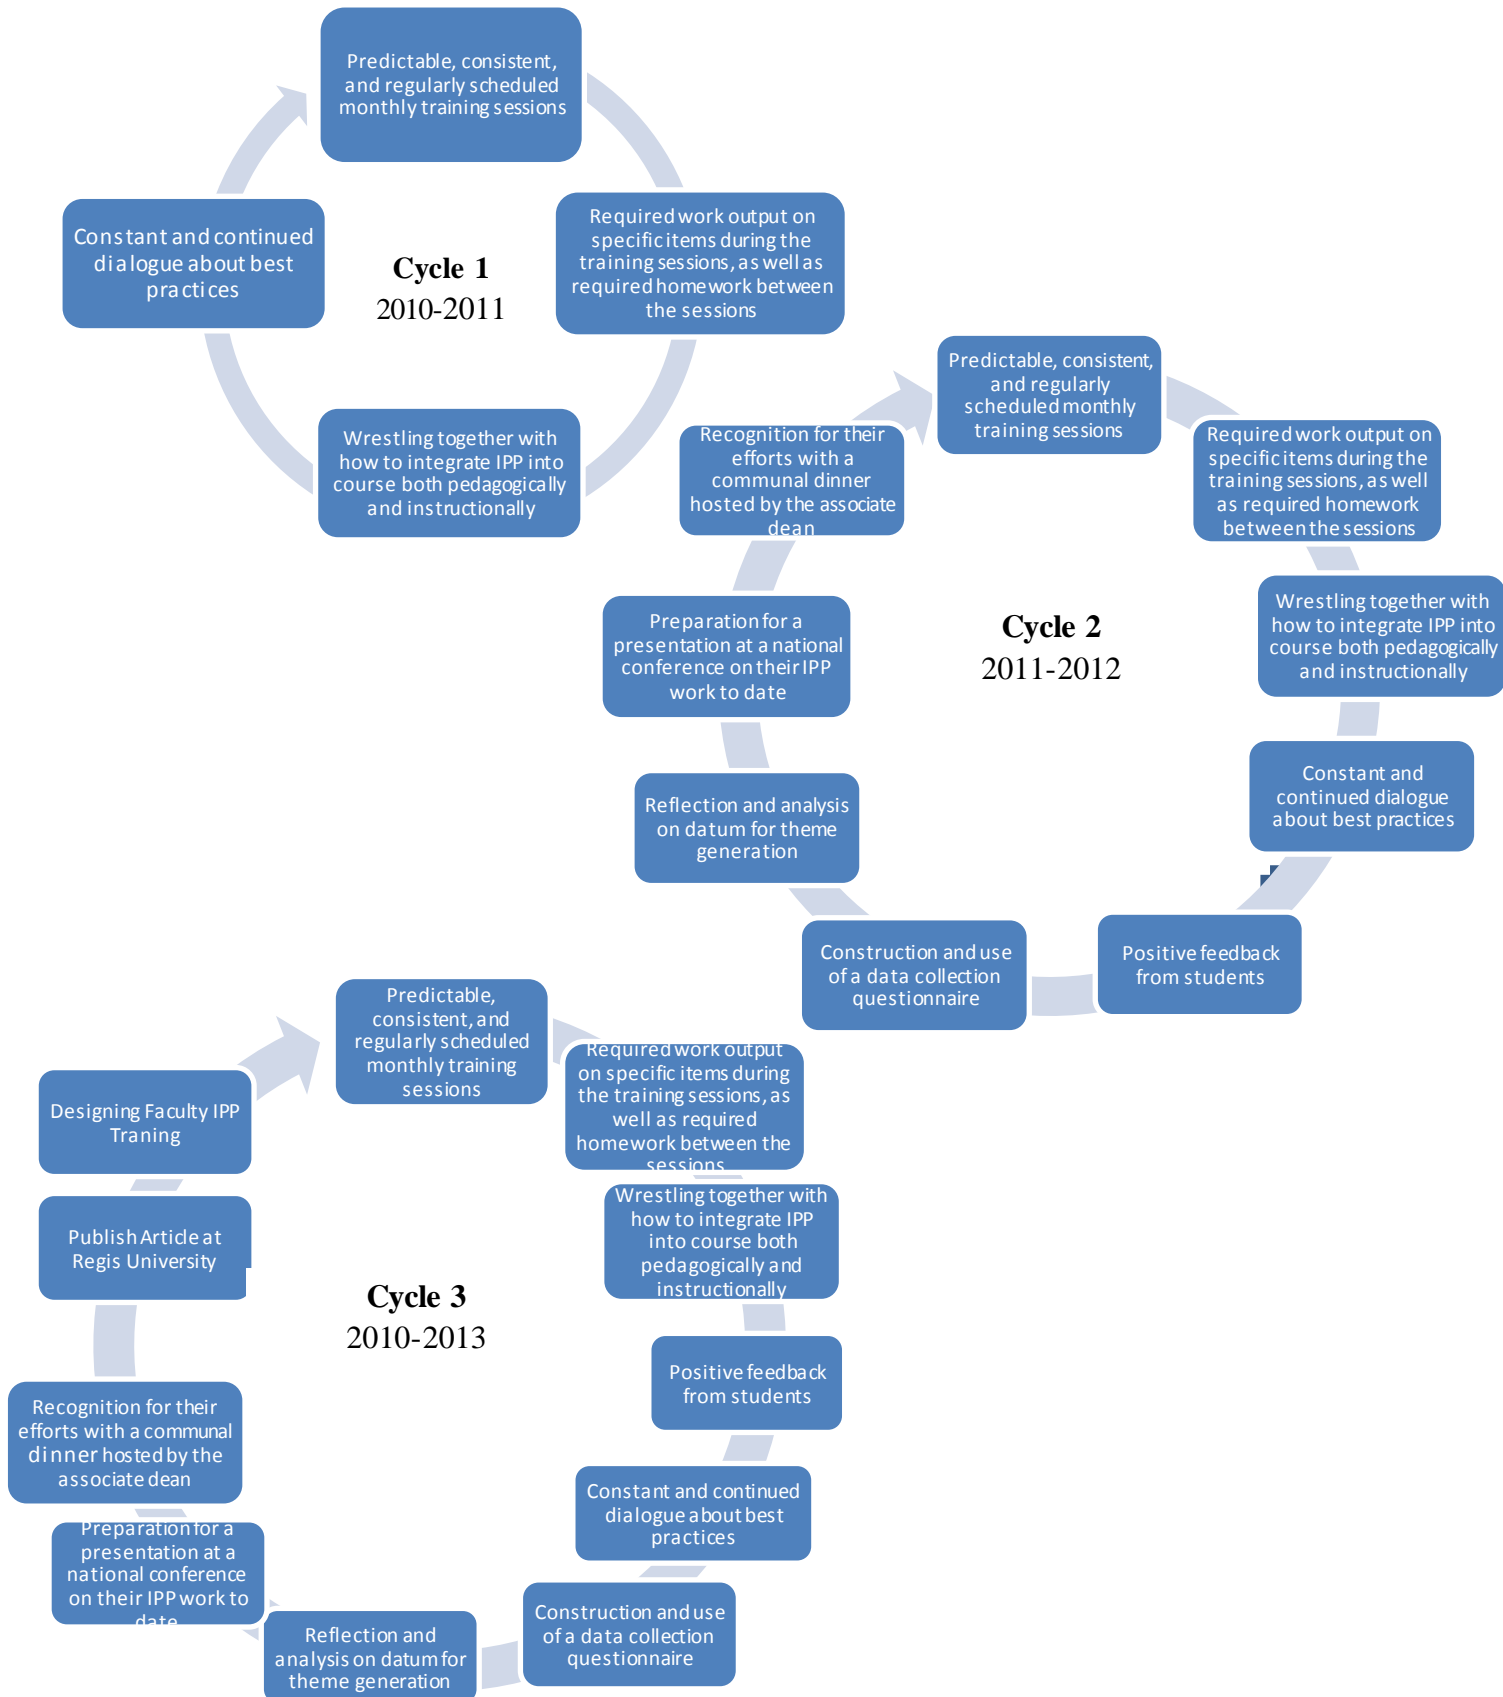 Predictable, consistent,
and regularly scheduled
monthly training sessions
Required work output on
specific items during the
training sessions, as well as
required homework between
the sessions
Wrestling together with
how to integrate IPP into
course both pedagogically
and instructionally
Constant and continued
dialogue about best
practices
Cycle 1
2010-2011
Predictable, consistent,
and regularly
scheduled monthly
training sessions
Required work output on
specific items during the
training sessions, as well
as required homework
between the sessions
Wrestling together with
how to integrate IPP into
course both pedagogically
and instructionally
Constant and
continued dialogue
about best practices
Positive feedback
from students
Construction and use
of a data collection
questionnaire
Reflection and analysis
on datum for theme
generation
Preparation for a
presentation at a national
conference on their IPP
work to date
Recognition for their
efforts with a
communal dinner
hosted by the associate
dean
Cycle 2
2011-2012
Predictable,
consistent, and
regularly scheduled
monthly training
sessions
Required work output
on specific items during
the training sessions, as
well as required
homework between the
sessions
Wrestling together with
how to integrate IPP
into course both
pedagogically and
instructionally
Positive feedback
from students
Constant and continued
dialogue about best
practices
Construction and use
of a data collection
questionnaire
Reflection and
analysis on datum for
theme generation
Preparation for a
presentation at a
national conference
on their IPP work to
date
Recognition for their
efforts with a communal
dinner hosted by the
associate dean
Publish Article at
Regis University
Designing Faculty IPP
Traning
Cycle 3
2010-2013